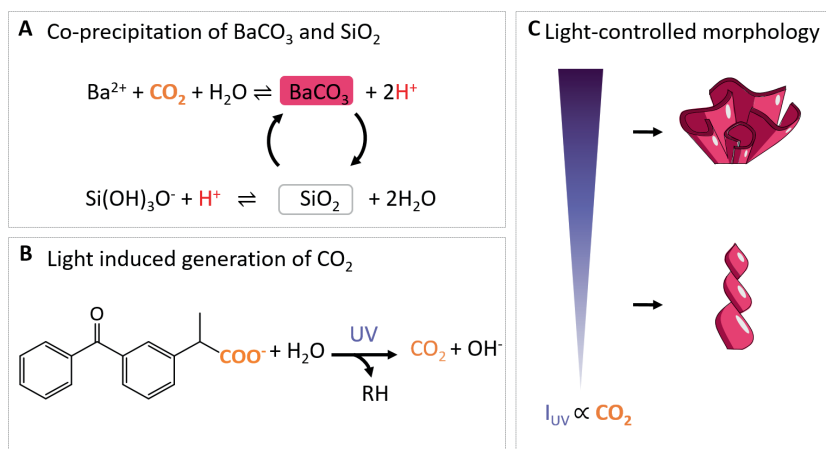 A Co-precipitation of BaCO₃ and SiO₂
Ba²⁺ + CO₂ + H₂O ⇌ BaCO₃ + 2H⁺
Si(OH)₃O⁻ + H⁺ ⇌ SiO₂ + 2H₂O
B Light induced generation of CO₂
O
COO⁻ + H₂O UV CO₂ + OH⁻
RH
C Light-controlled morphology
I_UV ∝ CO₂